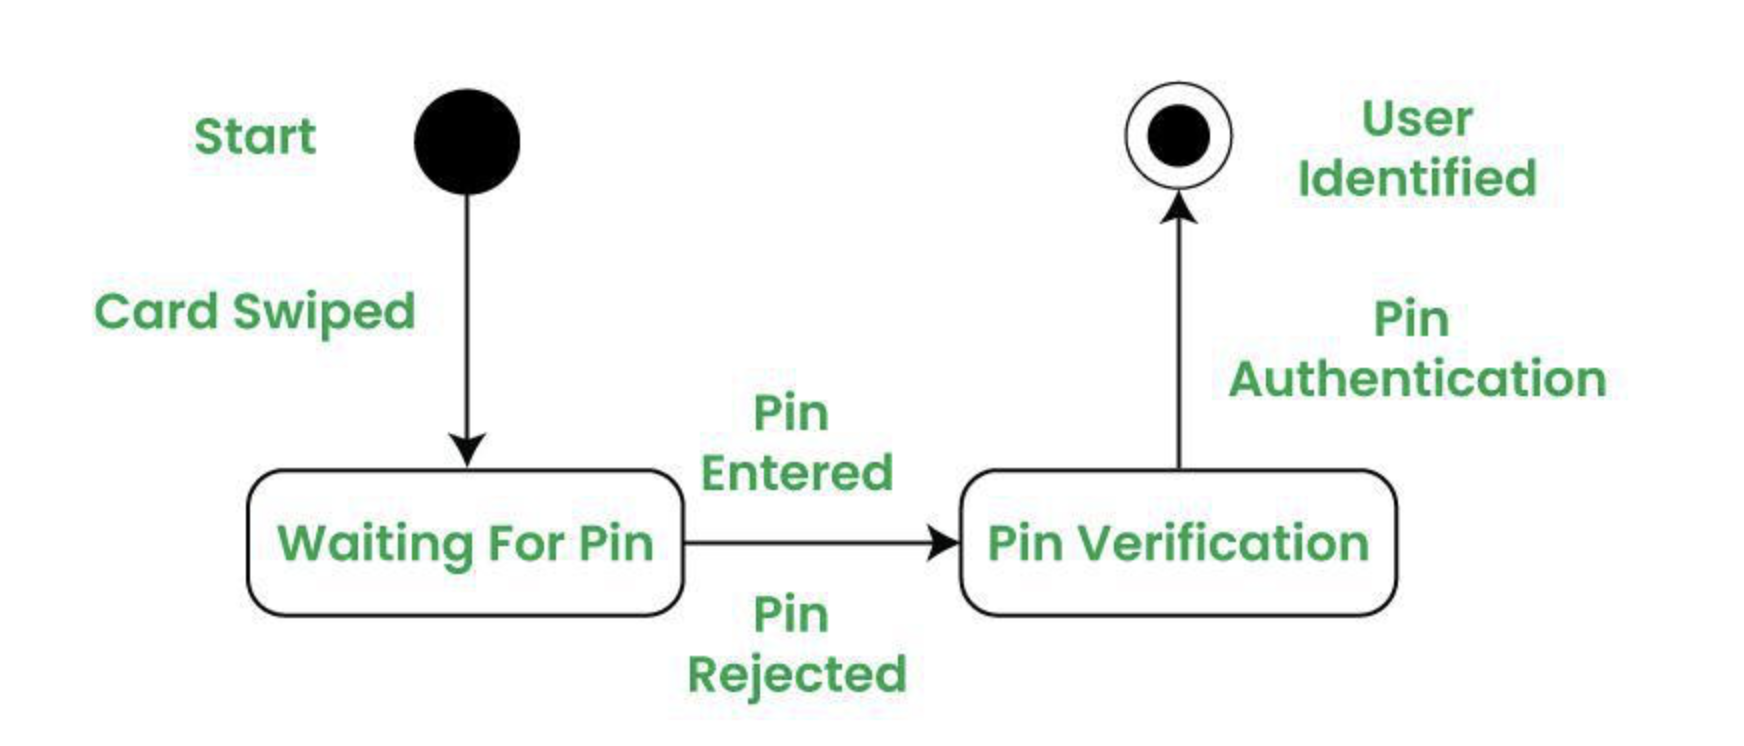 Start
User
Identified
Card Swiped
Pin
Authentication
Pin
Entered
Waiting For Pin
Pin Verification
Pin
Rejected